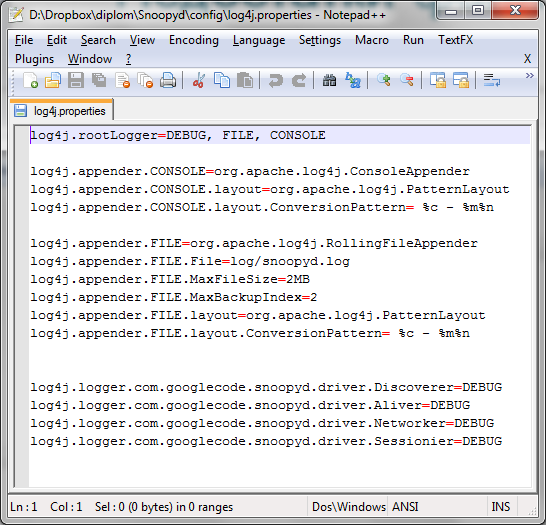 D:\Dropbox\diplom\Snoopyd\config\log4j.properties - Notepad++
File Edit Search View Encoding Language Settings Macro Run TextFX
Plugins Window ? X
log4j.properties
log4j.rootLogger=DEBUG, FILE, CONSOLE
log4j.appender.CONSOLE=org.apache.log4j.ConsoleAppender
log4j.appender.CONSOLE.layout=org.apache.log4j.PatternLayout
log4j.appender.CONSOLE.layout.ConversionPattern= %c - %m%n
log4j.appender.FILE=org.apache.log4j.RollingFileAppender
log4j.appender.FILE.File=log/snoopyd.log
log4j.appender.FILE.MaxFileSize=2MB
log4j.appender.FILE.MaxBackupIndex=2
log4j.appender.FILE.layout=org.apache.log4j.PatternLayout
log4j.appender.FILE.layout.ConversionPattern= %c - %m%n
log4j.logger.com.googlecode.snoopyd.driver.Discoverer=DEBUG
log4j.logger.com.googlecode.snoopyd.driver.Aliver=DEBUG
log4j.logger.com.googlecode.snoopyd.driver.Networker=DEBUG
log4j.logger.com.googlecode.snoopyd.driver.Sessionier=DEBUG
Ln : 1 Col : 1 Sel : 0 (0 bytes) in 0 ranges Dos\Windows ANSI INS